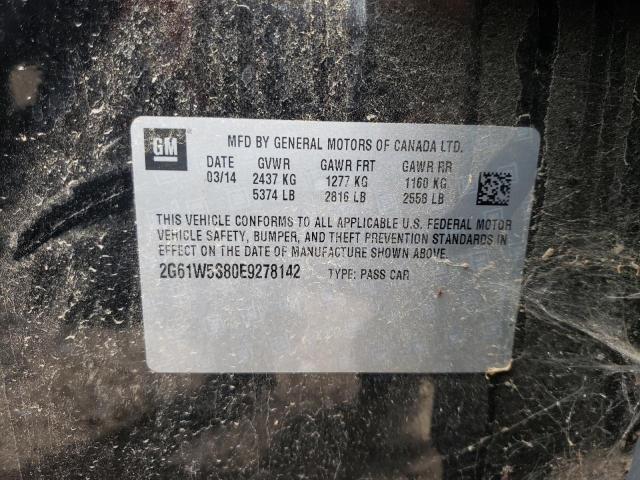 GM
MFD BY GENERAL MOTORS OF CANADA LTD.
DATE GVWR GAWR FRT GAWR RR
03/14 2437 KG 1277 KG 1160 KG
5374 LB 2816 LB 2558 LB
THIS VEHICLE CONFORMS TO ALL APPLICABLE U.S. FEDERAL MOTOR
VEHICLE SAFETY, BUMPER, AND THEFT PREVENTION STANDARDS IN
EFFECT ON THE DATE OF MANUFACTURE SHOWN ABOVE.
2G61W5S80E9278142 TYPE: PASS CAR